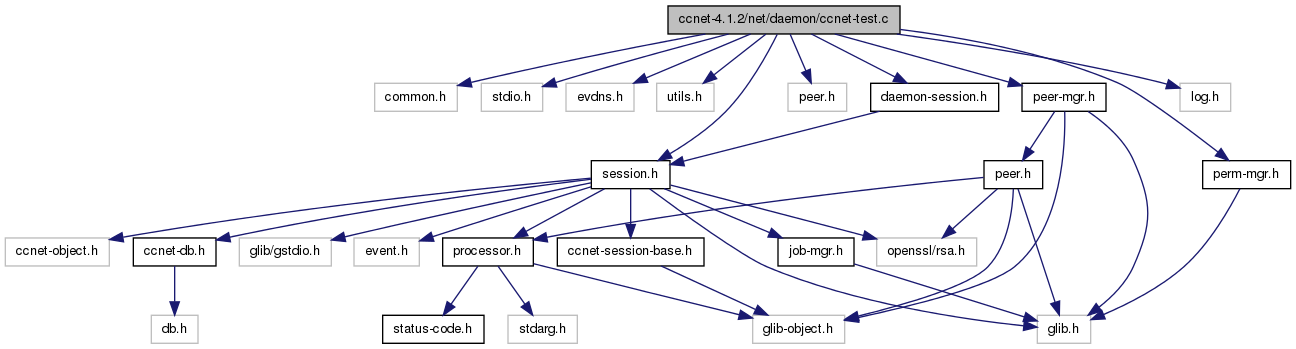 ccnet-4.1.2/net/daemon/ccnet-test.c
common.h
stdio.h
evdns.h
utils.h
peer.h
daemon-session.h
peer-mgr.h
log.h
session.h
peer.h
perm-mgr.h
ccnet-object.h
ccnet-db.h
glib/gstdio.h
event.h
processor.h
ccnet-session-base.h
job-mgr.h
openssl/rsa.h
db.h
status-code.h
stdarg.h
glib-object.h
glib.h